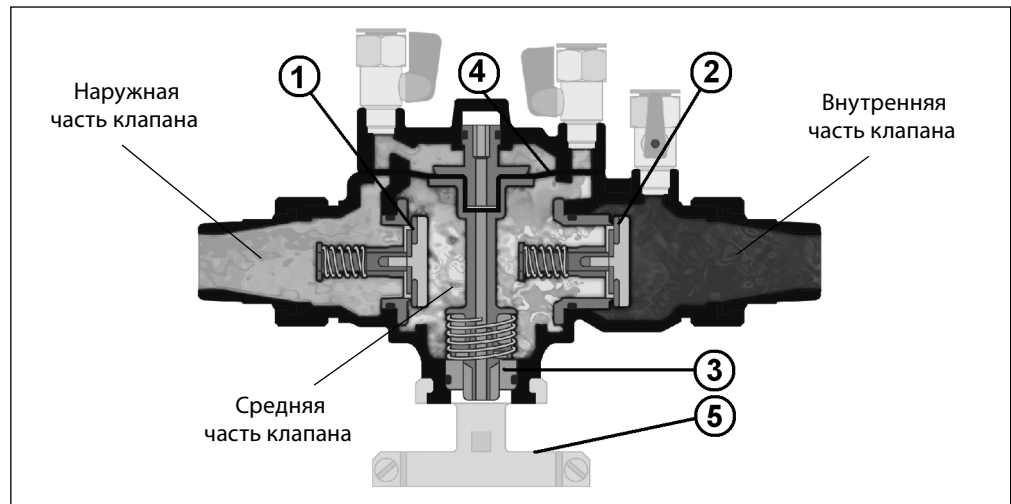 1
4
2
Наружная
часть клапана
Внутренняя
часть клапана
3
Средняя
часть клапана
5